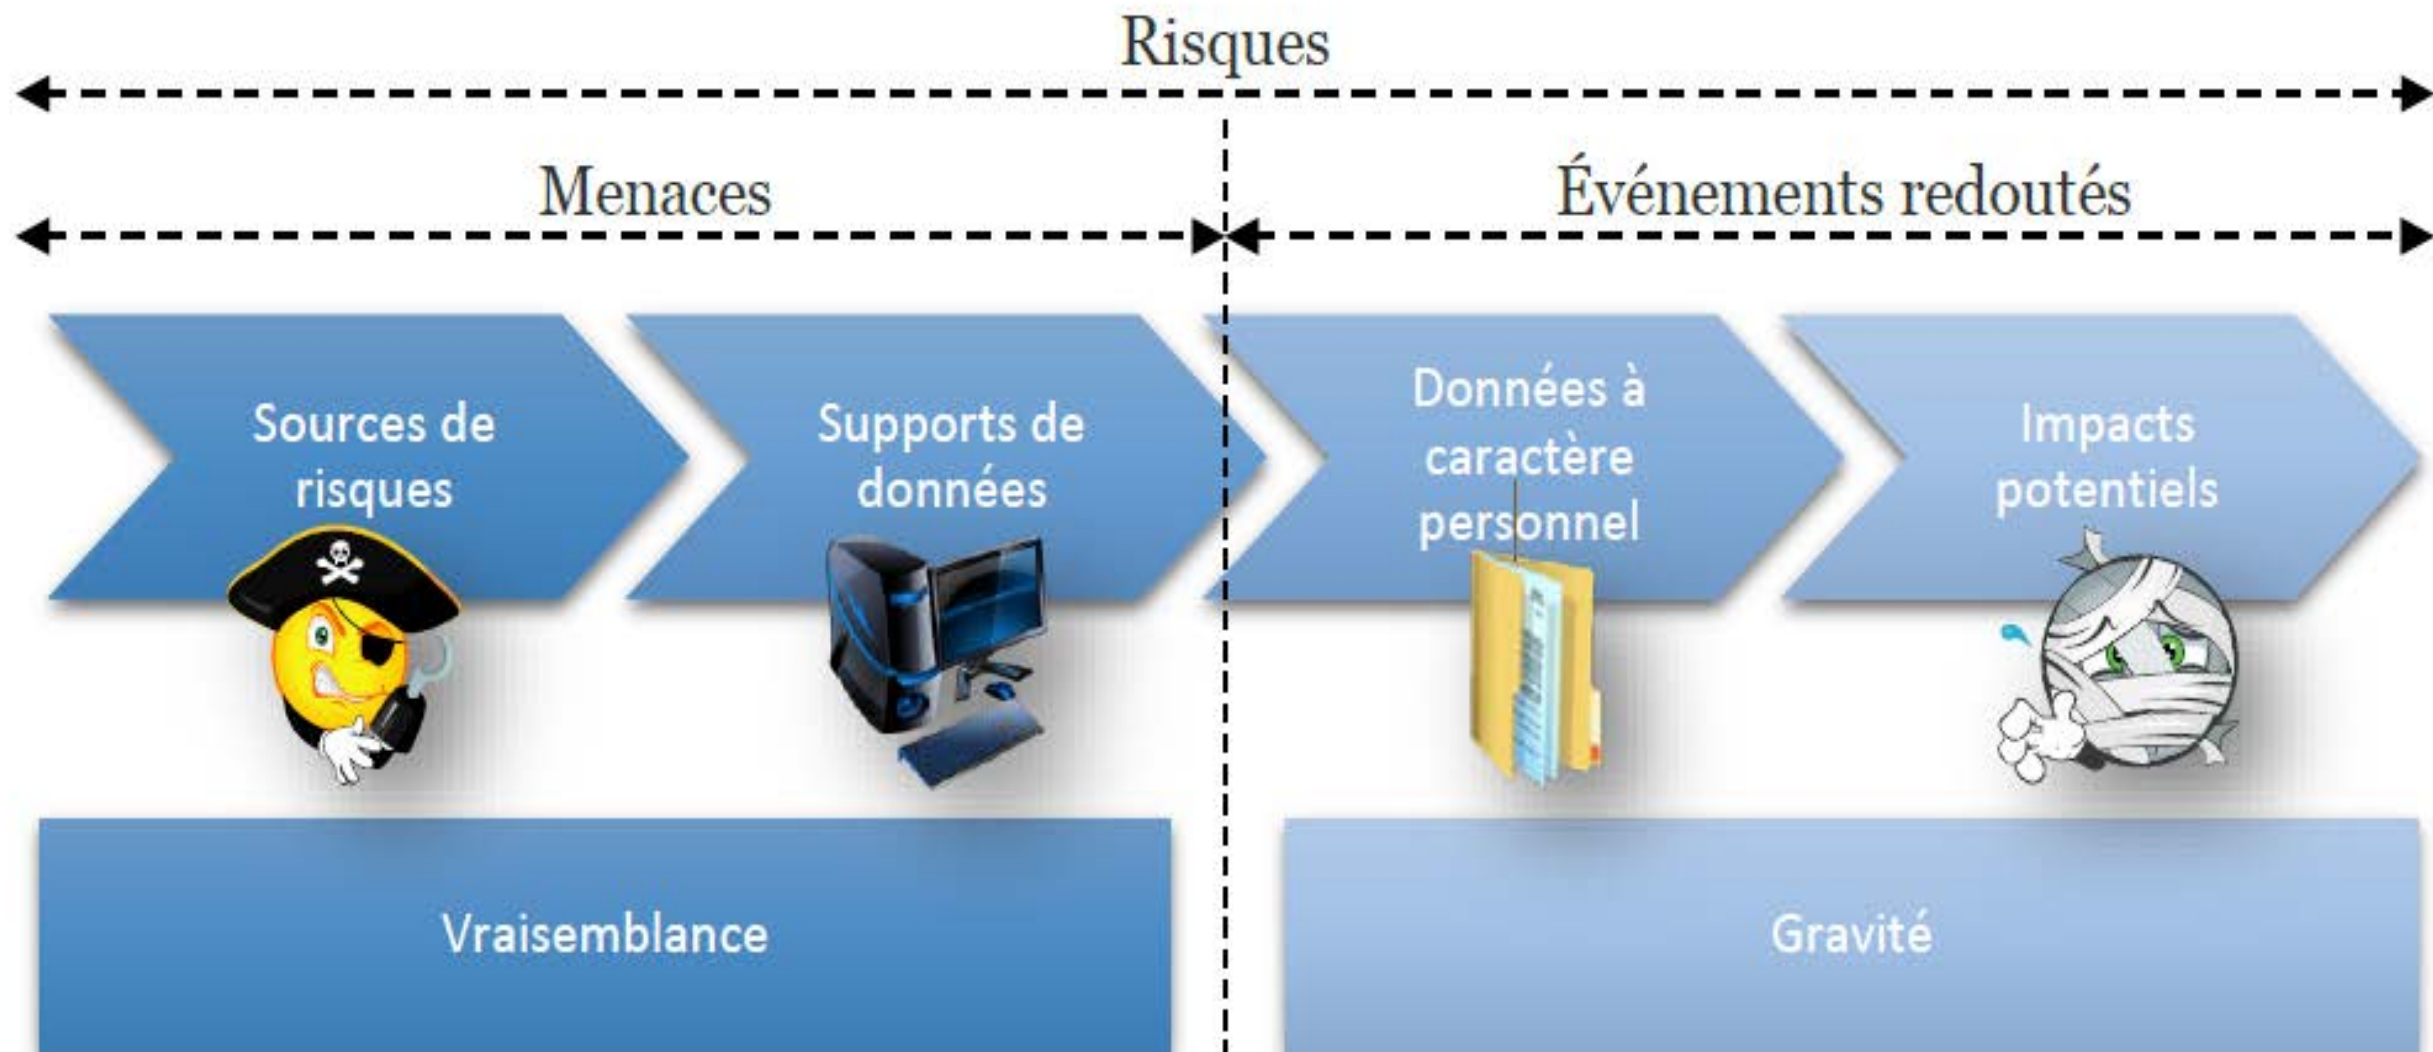 Risques
Menaces
Événements redoutés
Sources de
risques
Supports de
données
Données à
caractère
personnel
Impacts
potentiels
Vraisemblance
Gravité